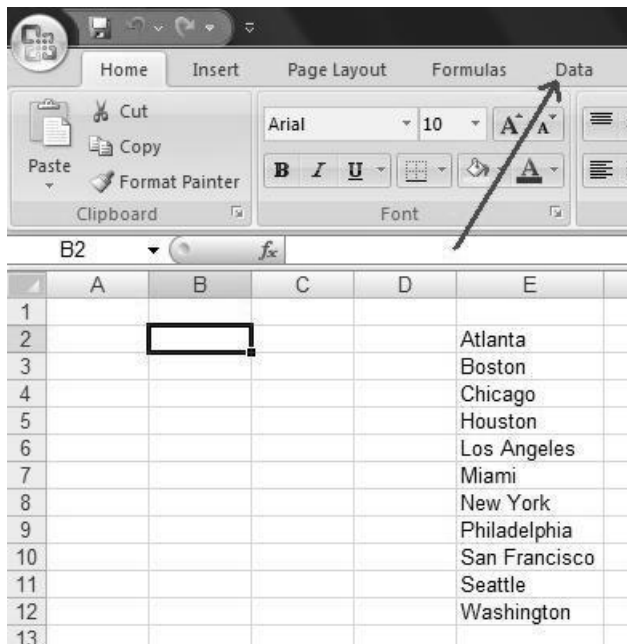 Home Insert Page Layout Formulas Data
Cut
Copy
Paste
Format Painter
Clipboard
Arial 10 A A
B I U A
Font
B2 fx
A B C D E
1
2 Atlanta
3 Boston
4 Chicago
5 Houston
6 Los Angeles
7 Miami
8 New York
9 Philadelphia
10 San Francisco
11 Seattle
12 Washington
13